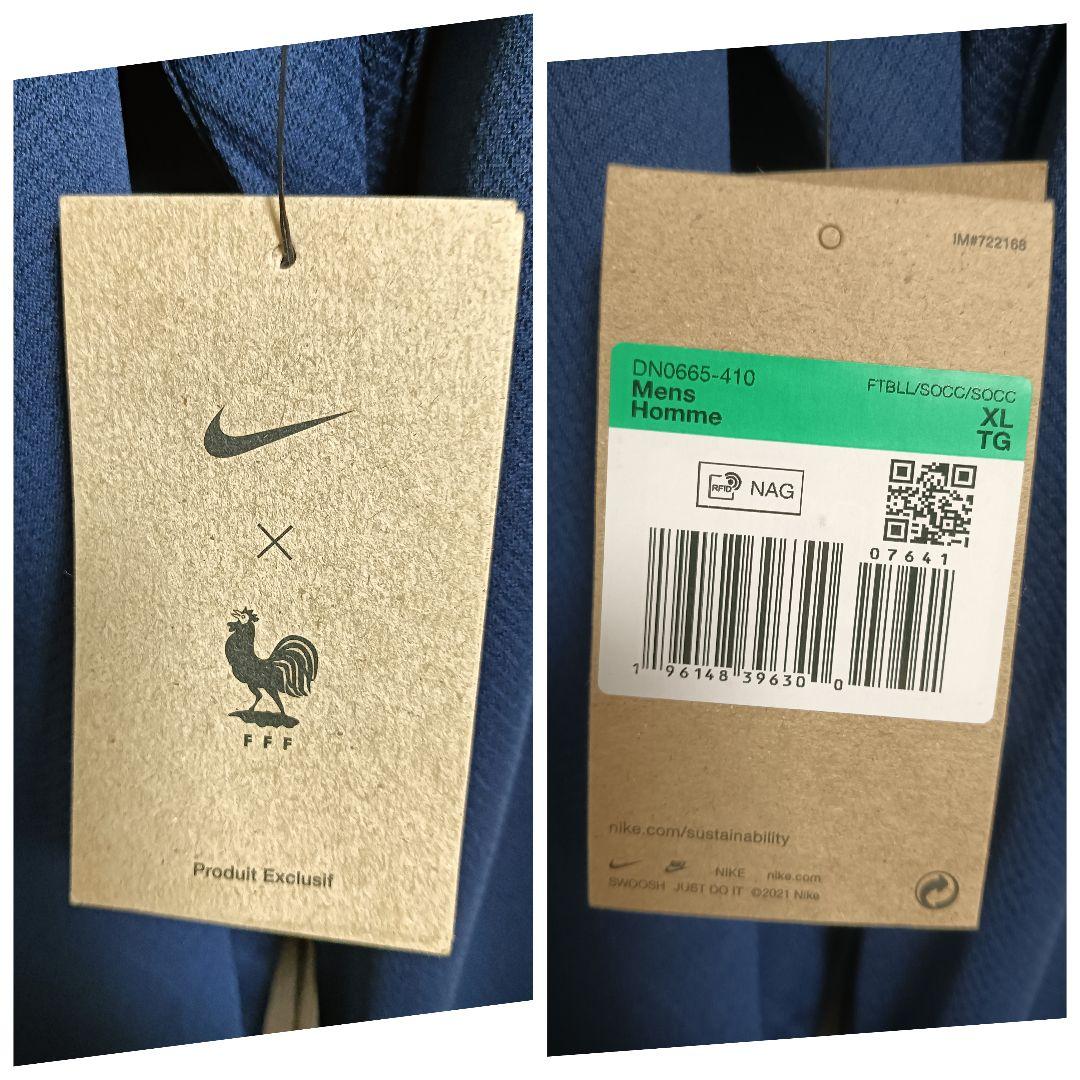 FFF
Produit Exclusif
IM#722168
DN0665-410
FTBLL/SOCC/SOCC
Mens
XL
Homme
TG
RFID NAG
07641
1 96148 39630 0
nike.com/sustainability
NIKE nike.com
SWOOSH JUST DO IT ©2021 Nike